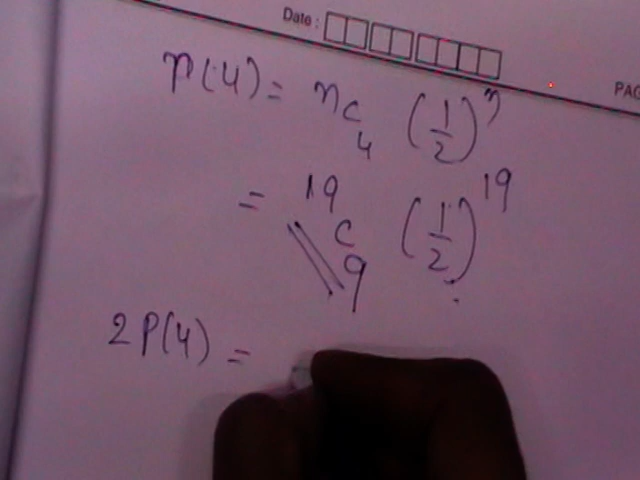 Date :
PAG
P(4) = nC4 (1/2)^n
= 19C9 (1/2)^19
2P(4) =